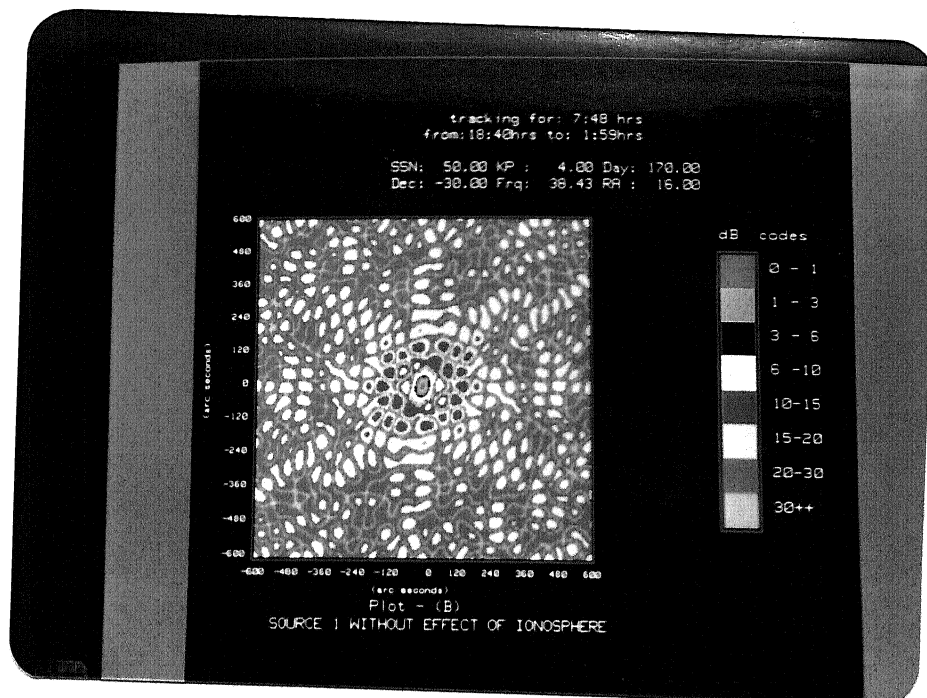 tracking for: 7:48 hrs
from:18:40hrs to: 1:59hrs
SSN: 50.00 KP : 4.00 Day: 170.00
Dec: -30.00 Frq: 38.43 RA : 16.00
dB codes
0 - 1
1 - 3
3 - 6
6 -10
10-15
15-20
20-30
30++
600
480
360
240
120
0
-120
-240
-360
-480
-600
(arc seconds)
-600 -480 -360 -240 -120 0 120 240 360 480 600
(arc seconds)
Plot - (B)
SOURCE 1 WITHOUT EFFECT OF IONOSPHERE